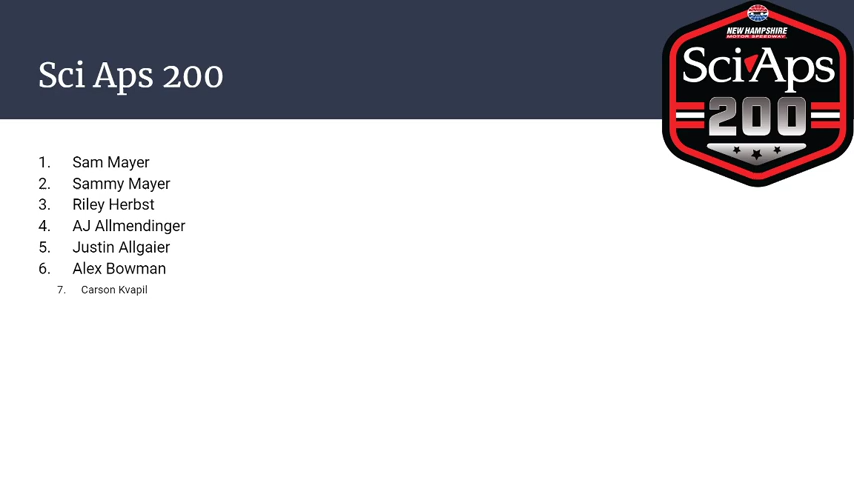 Sci Aps 200
NEW HAMPSHIRE
MOTOR SPEEDWAY
SciAps
200
1. Sam Mayer
2. Sammy Mayer
3. Riley Herbst
4. AJ Allmendinger
5. Justin Allgaier
6. Alex Bowman
7. Carson Kvapil